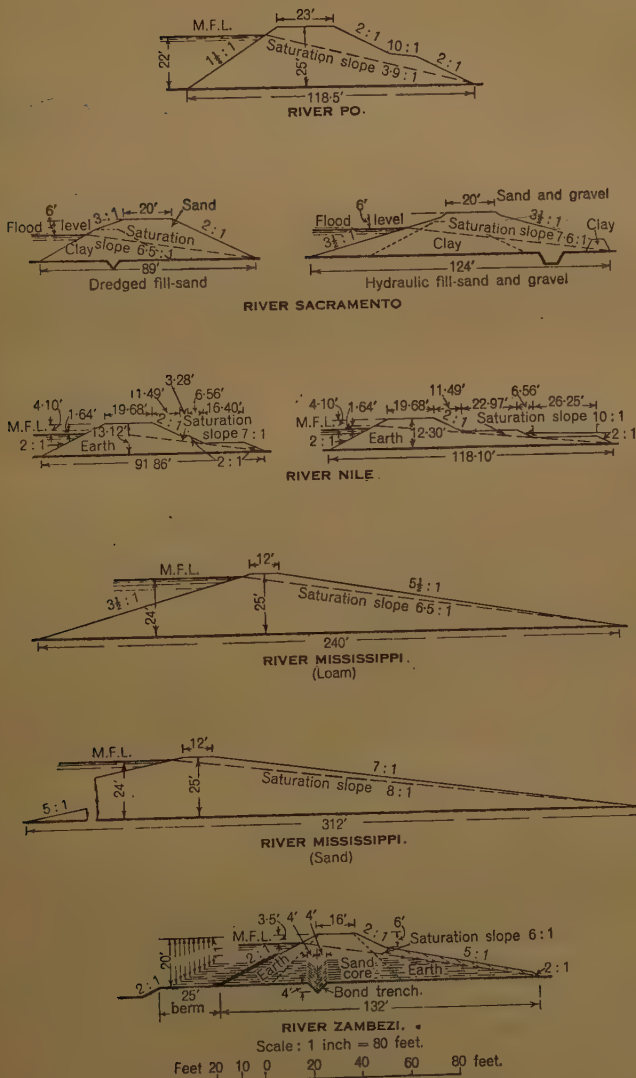 M.F.L.
23'
2:1
10:1
2:1
22'
1½:1
25'
Saturation slope 3·9:1
118·5'
RIVER PO.
6'
Flood level
3:1
20'
Sand
2:1
Saturation
Clay slope 6·5:1
89'
Dredged fill-sand
6'
Flood level
3½:1
20'
Sand and gravel
3½:1
Saturation slope 7·6:1
Clay
Clay
124'
Hydraulic fill-sand and gravel
RIVER SACRAMENTO
4·10'
1·64'
M.F.L.
2:1
19·68'
11·49'
2:1
3·28'
6·56'
16·40'
Saturation
slope 7:1
13·12'
Earth
91·86'
2:1
4·10'
1·64'
M.F.L.
2:1
19·68'
11·49'
2:1
22·97'
6·56'
26·25'
Saturation slope 10:1
Earth
12·30'
118·10'
2:1
RIVER NILE.
M.F.L.
12'
3½:1
24'
25'
5½:1
Saturation slope 6·5:1
240'
RIVER MISSISSIPPI.
(Loam)
M.F.L.
12'
5:1
24'
25'
7:1
Saturation slope 8:1
312'
RIVER MISSISSIPPI.
(Sand)
3·5'
4'
4'
16'
6'
M.F.L.
2:1
2:1
Saturation slope 6:1
20'
Earth
Sand
core
Earth
5:1
2:1
2:1
25'
berm
4'
Bond trench.
132'
RIVER ZAMBEZI.
Scale: 1 inch = 80 feet.
Feet 20 10 0 20 40 60 80 feet.